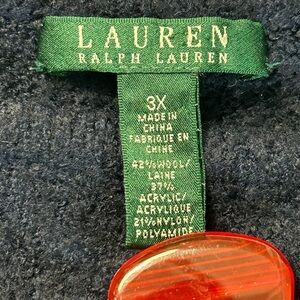 LAUREN
RALPH LAUREN
3X
MADE IN
CHINA
FABRIQUE EN
CHINE
42%WOOL/
LAINE
37%
ACRYLIC/
ACRYLIQUE
21%NYLON/
POLYAMIDE